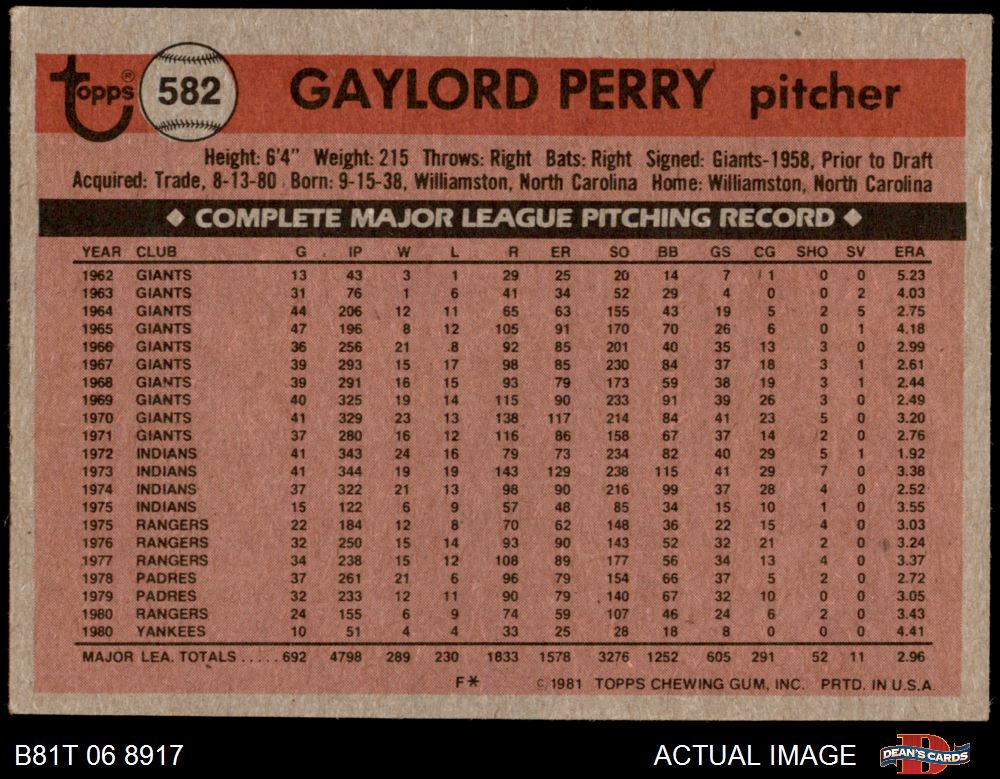 topps® 582 GAYLORD PERRY pitcher
Height: 6'4" Weight: 215 Throws: Right Bats: Right Signed: Giants-1958, Prior to Draft
Acquired: Trade, 8-13-80 Born: 9-15-38, Williamston, North Carolina Home: Williamston, North Carolina
◆ COMPLETE MAJOR LEAGUE PITCHING RECORD ◆
YEAR CLUB G IP W L R ER SO BB GS CG SHO SV ERA
1962 GIANTS 13 43 3 1 29 25 20 14 7 1 0 0 5.23
1963 GIANTS 31 76 1 6 41 34 52 29 4 0 0 2 4.03
1964 GIANTS 44 206 12 11 65 63 155 43 19 5 2 5 2.75
1965 GIANTS 47 196 8 12 105 91 170 70 26 6 0 1 4.18
1966 GIANTS 36 256 21 8 92 85 201 40 35 13 3 0 2.99
1967 GIANTS 39 293 15 17 98 85 230 84 37 18 3 1 2.61
1968 GIANTS 39 291 16 15 93 79 173 59 38 19 3 1 2.44
1969 GIANTS 40 325 19 14 115 90 233 91 39 26 3 0 2.49
1970 GIANTS 41 329 23 13 138 117 214 84 41 23 5 0 3.20
1971 GIANTS 37 280 16 12 116 86 158 67 37 14 2 0 2.76
1972 INDIANS 41 343 24 16 79 73 234 82 40 29 5 1 1.92
1973 INDIANS 41 344 19 19 143 129 238 115 41 29 7 0 3.38
1974 INDIANS 37 322 21 13 98 90 216 99 37 28 4 0 2.52
1975 INDIANS 15 122 6 9 57 48 85 34 15 10 1 0 3.55
1975 RANGERS 22 184 12 8 70 62 148 36 22 15 4 0 3.03
1976 RANGERS 32 250 15 14 93 90 143 52 32 21 2 0 3.24
1977 RANGERS 34 238 15 12 108 89 177 56 34 13 4 0 3.37
1978 PADRES 37 261 21 6 96 79 154 66 37 5 2 0 2.72
1979 PADRES 32 233 12 11 90 79 140 67 32 10 0 0 3.05
1980 RANGERS 24 155 6 9 74 59 107 46 24 6 2 0 3.43
1980 YANKEES 10 51 4 4 33 25 28 18 8 0 0 0 4.41
MAJOR LEA. TOTALS ..... 692 4798 289 230 1833 1578 3276 1252 605 291 52 11 2.96
F* © 1981 TOPPS CHEWING GUM, INC. PRTD. IN U.S.A.
B81T 06 8917 ACTUAL IMAGE DEAN'S CARDS